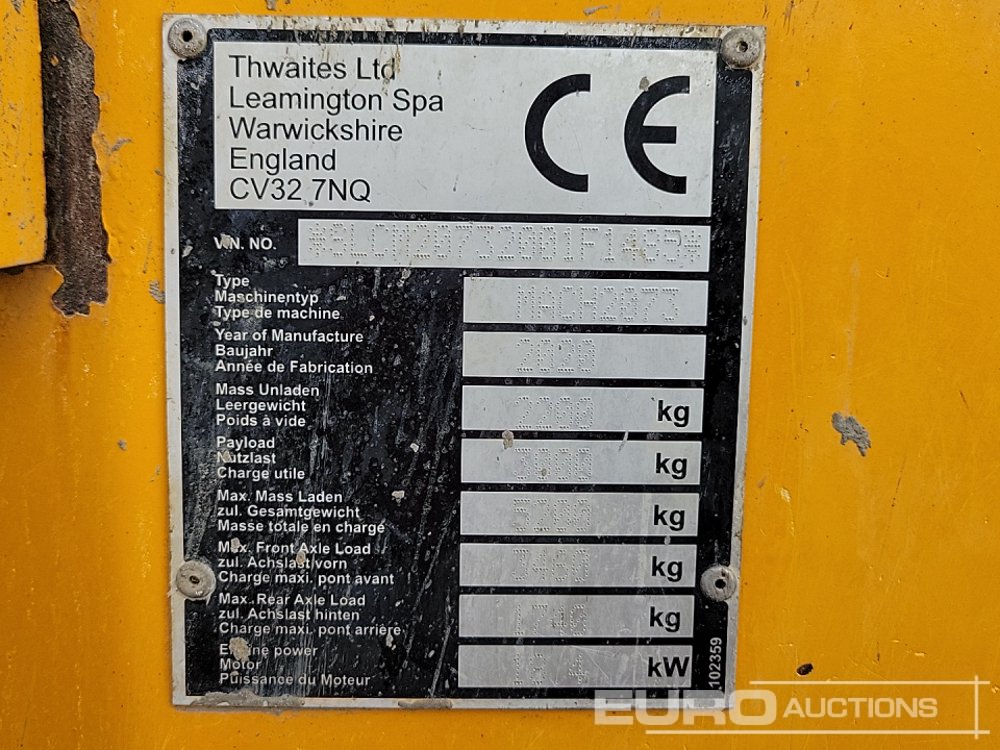 Thwaites Ltd
Leamington Spa
Warwickshire
England
CV32 7NQ
CE
V.N. NO.
Type
Maschinentyp
Type de machine
MACH2073
Year of Manufacture
Baujahr
Année de Fabrication
2020
Mass Unladen
Leergewicht
Poids à vide
2200 kg
Payload
Nutzlast
Charge utile
3000 kg
Max. Mass Laden
zul. Gesamtgewicht
Masse totale en charge
5200 kg
Max. Front Axle Load
zul. Achslast vorn
Charge maxi. pont avant
3460 kg
Max. Rear Axle Load
zul. Achslast hinten
Charge maxi. pont arrière
1740 kg
Engine power
Motor
Puissance du Moteur
kW
102359
EURO AUCTIONS